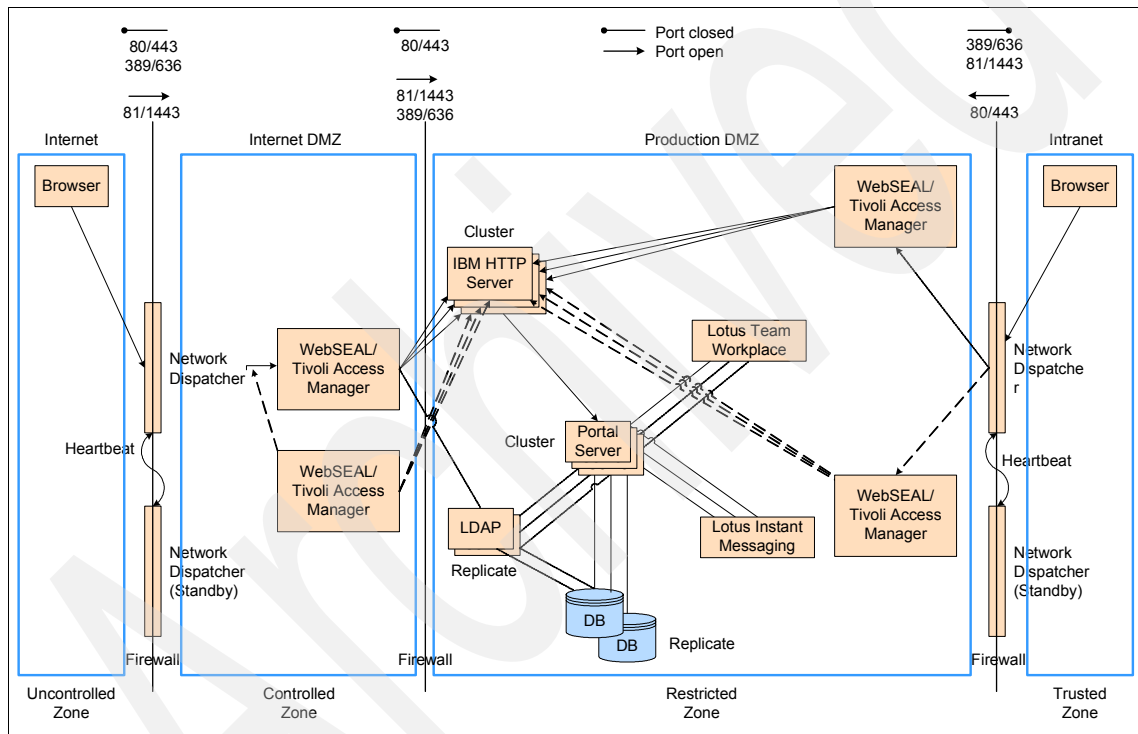 80/443
389/636
81/1443
80/443
81/1443
389/636
Port closed
Port open
389/636
81/1443
80/443
Internet
Internet DMZ
Production DMZ
Intranet
Browser
WebSEAL/
Tivoli Access
Manager
Browser
Cluster
IBM HTTP
Server
Network
Dispatcher
WebSEAL/
Tivoli Access
Manager
Lotus Team
Workplace
Network
Dispatche
r
Heartbeat
WebSEAL/
Tivoli Access
Manager
Cluster
Portal
Server
WebSEAL/
Tivoli Access
Manager
Heartbeat
LDAP
Replicate
Lotus Instant
Messaging
Network
Dispatcher
(Standby)
Network
Dispatcher
(Standby)
DB
DB
Replicate
Firewall
Firewall
Firewall
Uncontrolled
Zone
Controlled
Zone
Restricted
Zone
Trusted
Zone
Archived